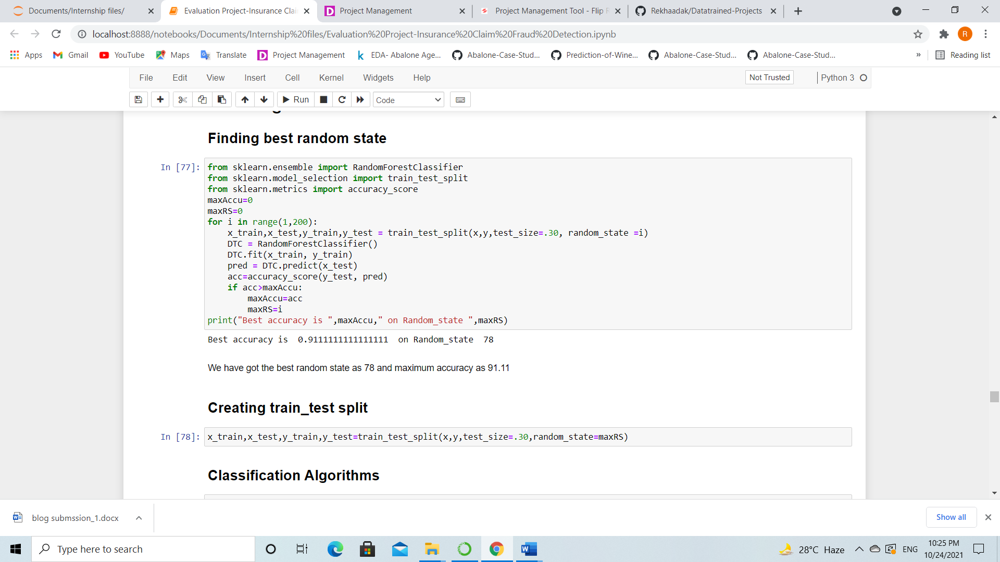 Documents/Internship files/
Evaluation Project-Insurance Clai
Project Management
Project Management Tool - Flip R
Rekhaadak/Datatrained-Projects
localhost:8888/notebooks/Documents/Internship%20files/Evaluation%20Project-Insurance%20Claim%20Fraud%20Detection.ipynb
R
Apps
Gmail
YouTube
Maps
Translate
Project Management
EDA- Abalone Age...
Abalone-Case-Stud...
Prediction-of-Wine...
Abalone-Case-Stud...
Abalone-Case-Stud...
»
Reading list
File Edit View Insert Cell Kernel Widgets Help
Not Trusted
Python 3
Run
Code
Finding best random state
In [77]:
from sklearn.ensemble import RandomForestClassifier
from sklearn.model_selection import train_test_split
from sklearn.metrics import accuracy_score
maxAccu=0
maxRS=0
for i in range(1,200):
    x_train,x_test,y_train,y_test = train_test_split(x,y,test_size=.30, random_state =i)
    DTC = RandomForestClassifier()
    DTC.fit(x_train, y_train)
    pred = DTC.predict(x_test)
    acc=accuracy_score(y_test, pred)
    if acc>maxAccu:
        maxAccu=acc
        maxRS=i
print("Best accuracy is ",maxAccu," on Random_state ",maxRS)
Best accuracy is  0.9111111111111111  on Random_state  78
We have got the best random state as 78 and maximum accuracy as 91.11
Creating train_test split
In [78]:
x_train,x_test,y_train,y_test=train_test_split(x,y,test_size=.30,random_state=maxRS)
Classification Algorithms
blog submssion_1.docx
Show all
Type here to search
28°C Haze
ENG
10:25 PM
10/24/2021